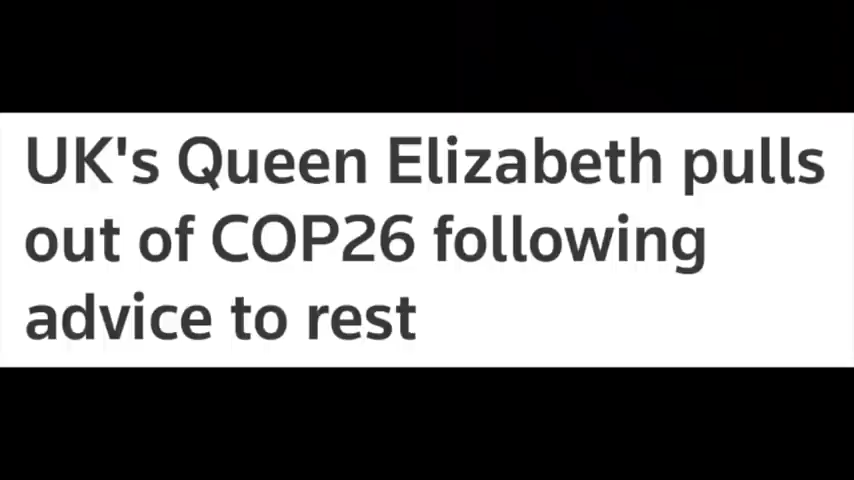 UK's Queen Elizabeth pulls
out of COP26 following
advice to rest